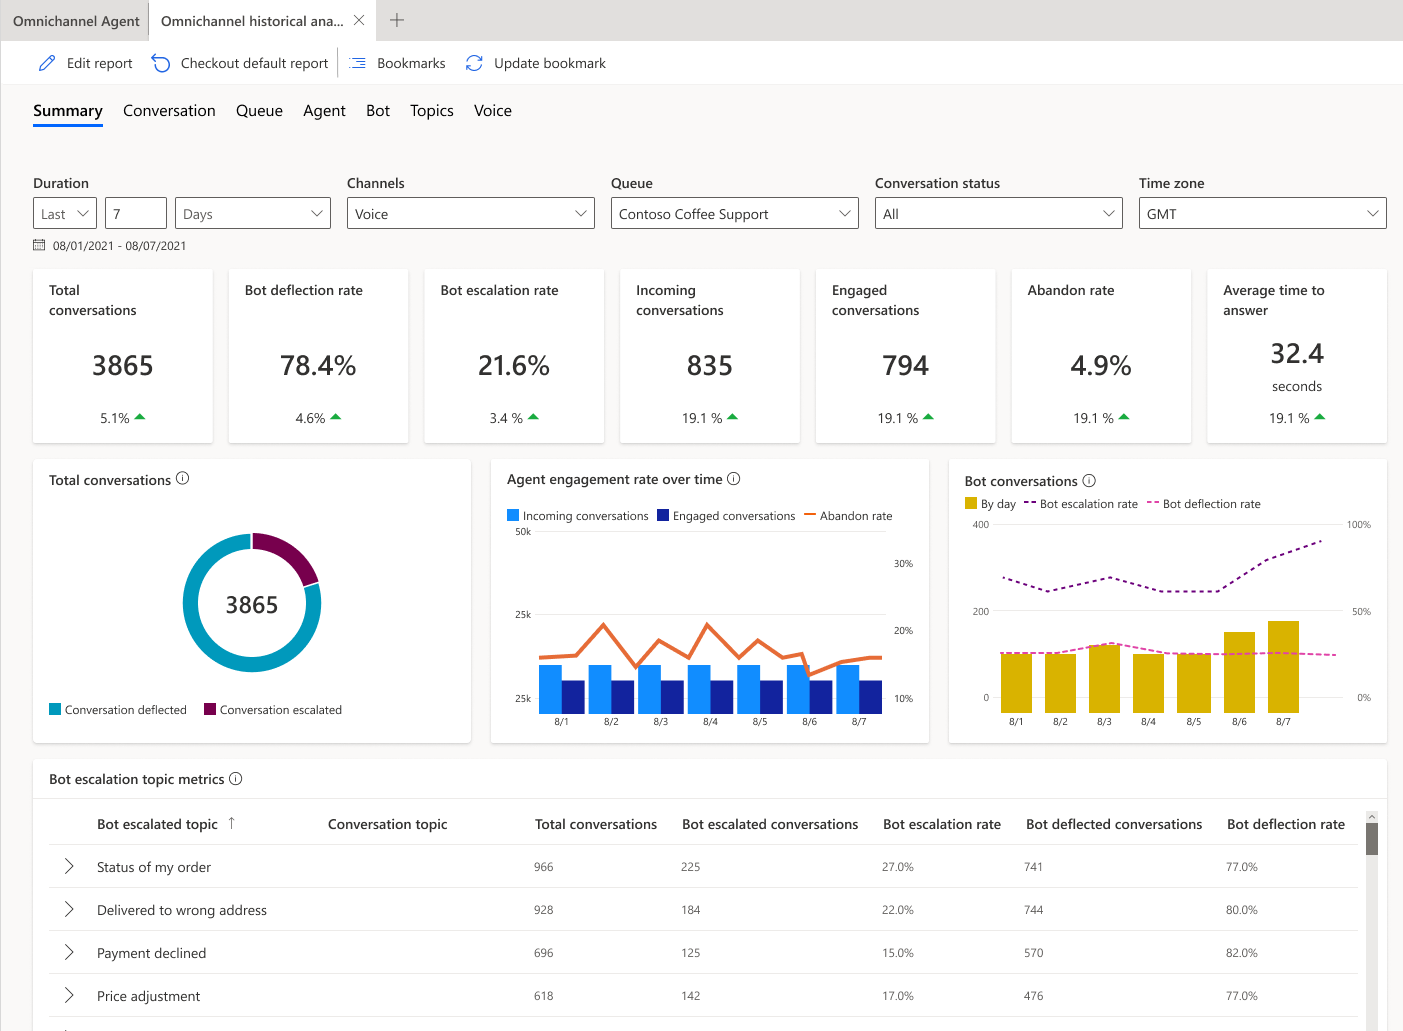 Omnichannel Agent
Omnichannel historical ana...
Edit report
Checkout default report
Bookmarks
Update bookmark
Summary
Conversation
Queue
Agent
Bot
Topics
Voice
Duration
Channels
Queue
Conversation status
Time zone
Last
7
Days
Voice
Contoso Coffee Support
All
GMT
08/01/2021 - 08/07/2021
Total
conversations
3865
5.1%
Bot deflection rate
78.4%
4.6%
Bot escalation rate
21.6%
3.4 %
Incoming
conversations
835
19.1 %
Engaged
conversations
794
19.1 %
Abandon rate
4.9%
19.1 %
Average time to
answer
32.4
seconds
19.1 %
Total conversations
3865
Conversation deflected
Conversation escalated
Agent engagement rate over time
Incoming conversations
Engaged conversations
Abandon rate
50k
25k
25k
30%
20%
10%
8/1
8/2
8/3
8/4
8/5
8/6
8/7
Bot conversations
By day
Bot escalation rate
Bot deflection rate
400
200
0
100%
50%
0%
8/1
8/2
8/3
8/4
8/5
8/6
8/7
Bot escalation topic metrics
Bot escalated topic
Conversation topic
Total conversations
Bot escalated conversations
Bot escalation rate
Bot deflected conversations
Bot deflection rate
Status of my order
966
225
27.0%
741
77.0%
Delivered to wrong address
928
184
22.0%
744
80.0%
Payment declined
696
125
15.0%
570
82.0%
Price adjustment
618
142
17.0%
476
77.0%